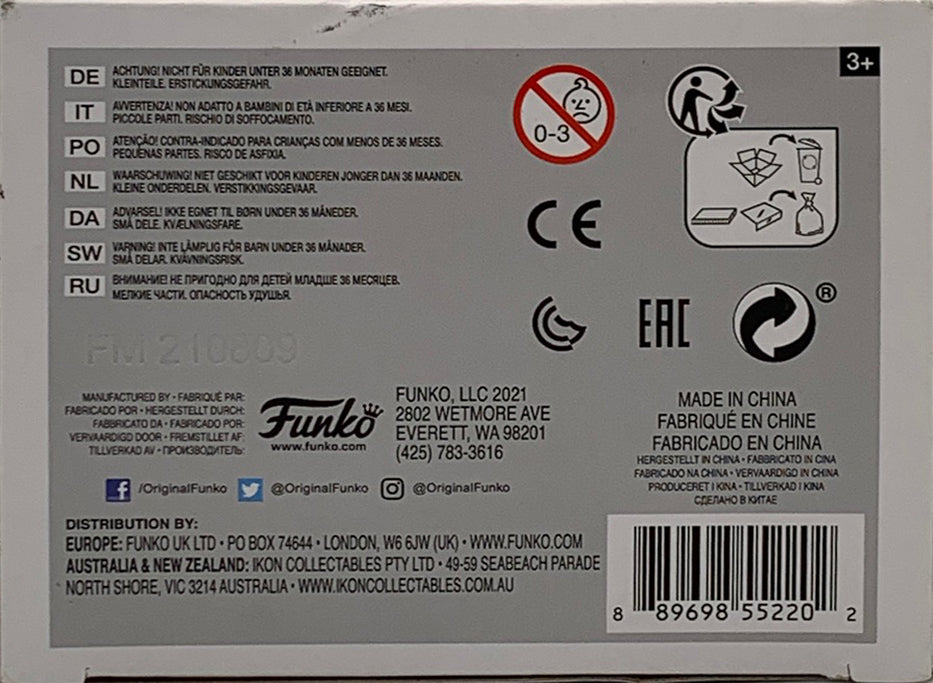 3+
DE ACHTUNG! NICHT FÜR KINDER UNTER 36 MONATEN GEEIGNET.
KLEINTEILE. ERSTICKUNGSGEFAHR.
IT AVVERTENZA! NON ADATTO A BAMBINI DI ETÀ INFERIORE A 36 MESI.
PICCOLE PARTI. RISCHIO DI SOFFOCAMENTO.
PO ATENÇÃO! CONTRA-INDICADO PARA CRIANÇAS COM MENOS DE 36 MESES.
PEQUENAS PARTES. RISCO DE ASFIXIA.
NL WAARSCHUWING! NIET GESCHIKT VOOR KINDEREN JONGER DAN 36 MAANDEN.
KLEINE ONDERDELEN. VERSTIKKINGSGEVAAR.
DA ADVARSEL! IKKE EGNET TIL BØRN UNDER 36 MÅNEDER.
SMÅ DELE. KVÆLNINGSFARE.
SW VARNING! INTE LÄMPLIG FÖR BARN UNDER 36 MÅNADER.
SMÅ DELAR. KVÄVNINGSRISK.
RU ВНИМАНИЕ! НЕ ПРИГОДНО ДЛЯ ДЕТЕЙ МЛАДШЕ 36 МЕСЯЦЕВ.
МЕЛКИЕ ЧАСТИ. ОПАСНОСТЬ УДУШЬЯ.
0-3
CE
EAC
®
FM 210809
MANUFACTURED BY • FABRIQUÉ PAR:
FABRICADO POR • HERGESTELLT DURCH:
FABBRICATO DA • FABRICADO POR:
VERVAARDIGD DOOR • FREMSTILLET AF:
TILLVERKAD AV • ПРОИЗВОДИТЕЛЬ:
Funko
www.funko.com
FUNKO, LLC 2021
2802 WETMORE AVE
EVERETT, WA 98201
(425) 783-3616
MADE IN CHINA
FABRIQUÉ EN CHINE
FABRICADO EN CHINA
HERGESTELLT IN CHINA • FABBRICATO IN CINA
FABRICADO NA CHINA • VERVAARDIGD IN CHINA
PRODUCERET I KINA • TILLVERKAD I KINA
СДЕЛАНО В КИТАЕ
/OriginalFunko @OriginalFunko @OriginalFunko
DISTRIBUTION BY:
EUROPE: FUNKO UK LTD • PO BOX 74644 • LONDON, W6 6JW (UK) • WWW.FUNKO.COM
AUSTRALIA & NEW ZEALAND: IKON COLLECTABLES PTY LTD • 49-59 SEABEACH PARADE
NORTH SHORE, VIC 3214 AUSTRALIA • WWW.IKONCOLLECTABLES.COM.AU
8 89698 55220 2